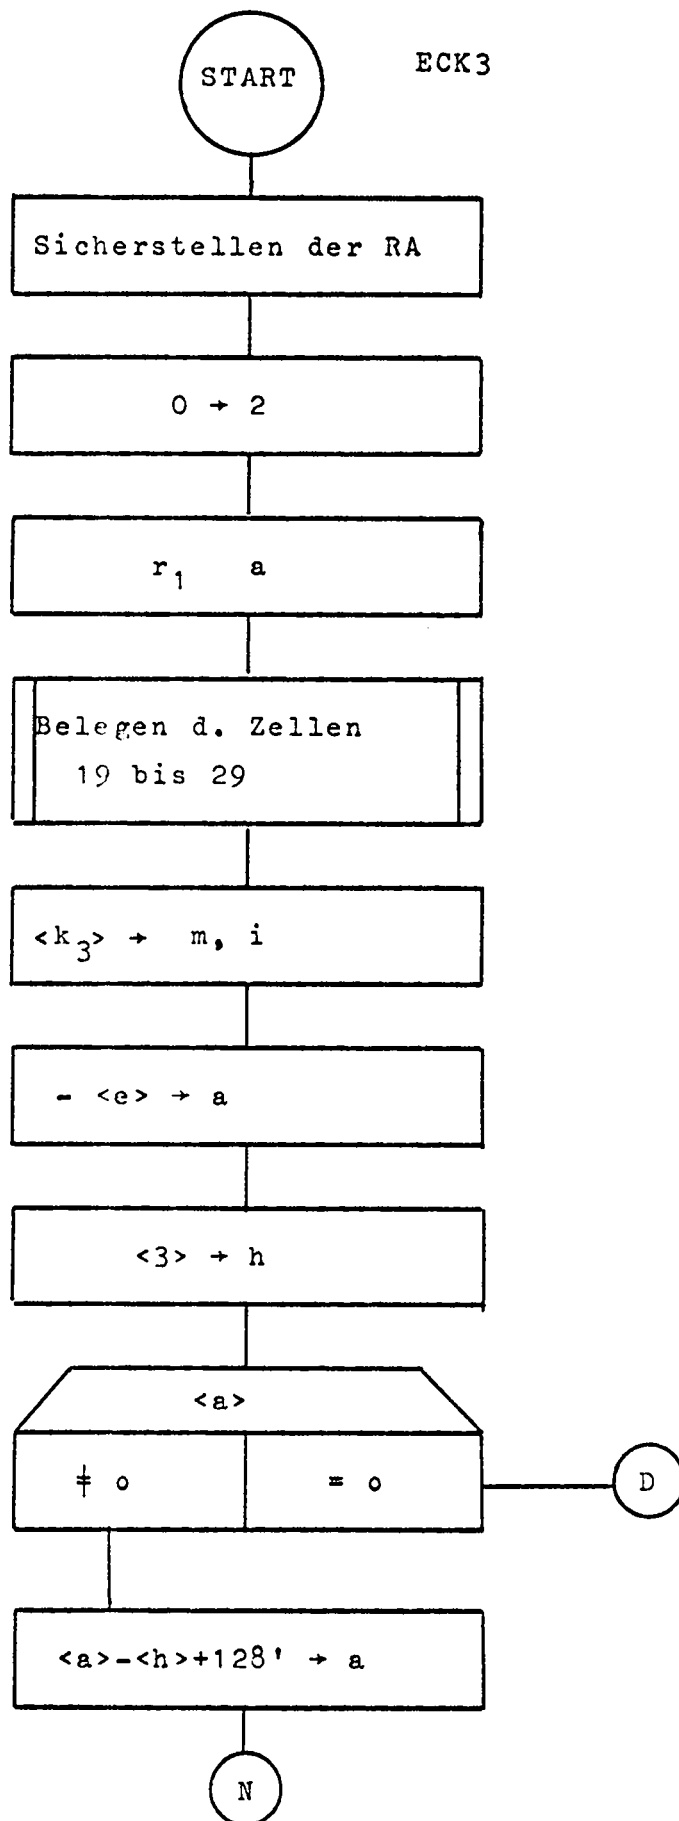 START
ECK3
Sicherstellen der RA
0 → 2
r₁ a
Belegen d. Zellen
19 bis 29
<k₃> → m, i
- <e> → a
<3> → h
<a>
ǂ o
= o
D
<a>-<h>+128' → a
N